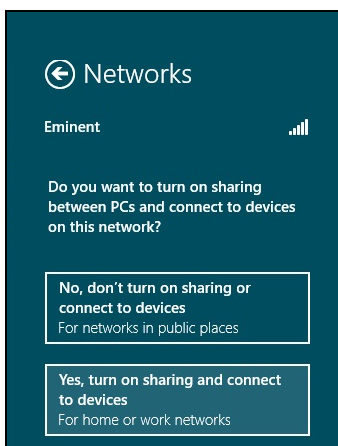 Networks
Eminent
Do you want to turn on sharing
between PCs and connect to devices
on this network?
No, don't turn on sharing or
connect to devices
For networks in public places
Yes, turn on sharing and connect
to devices
For home or work networks